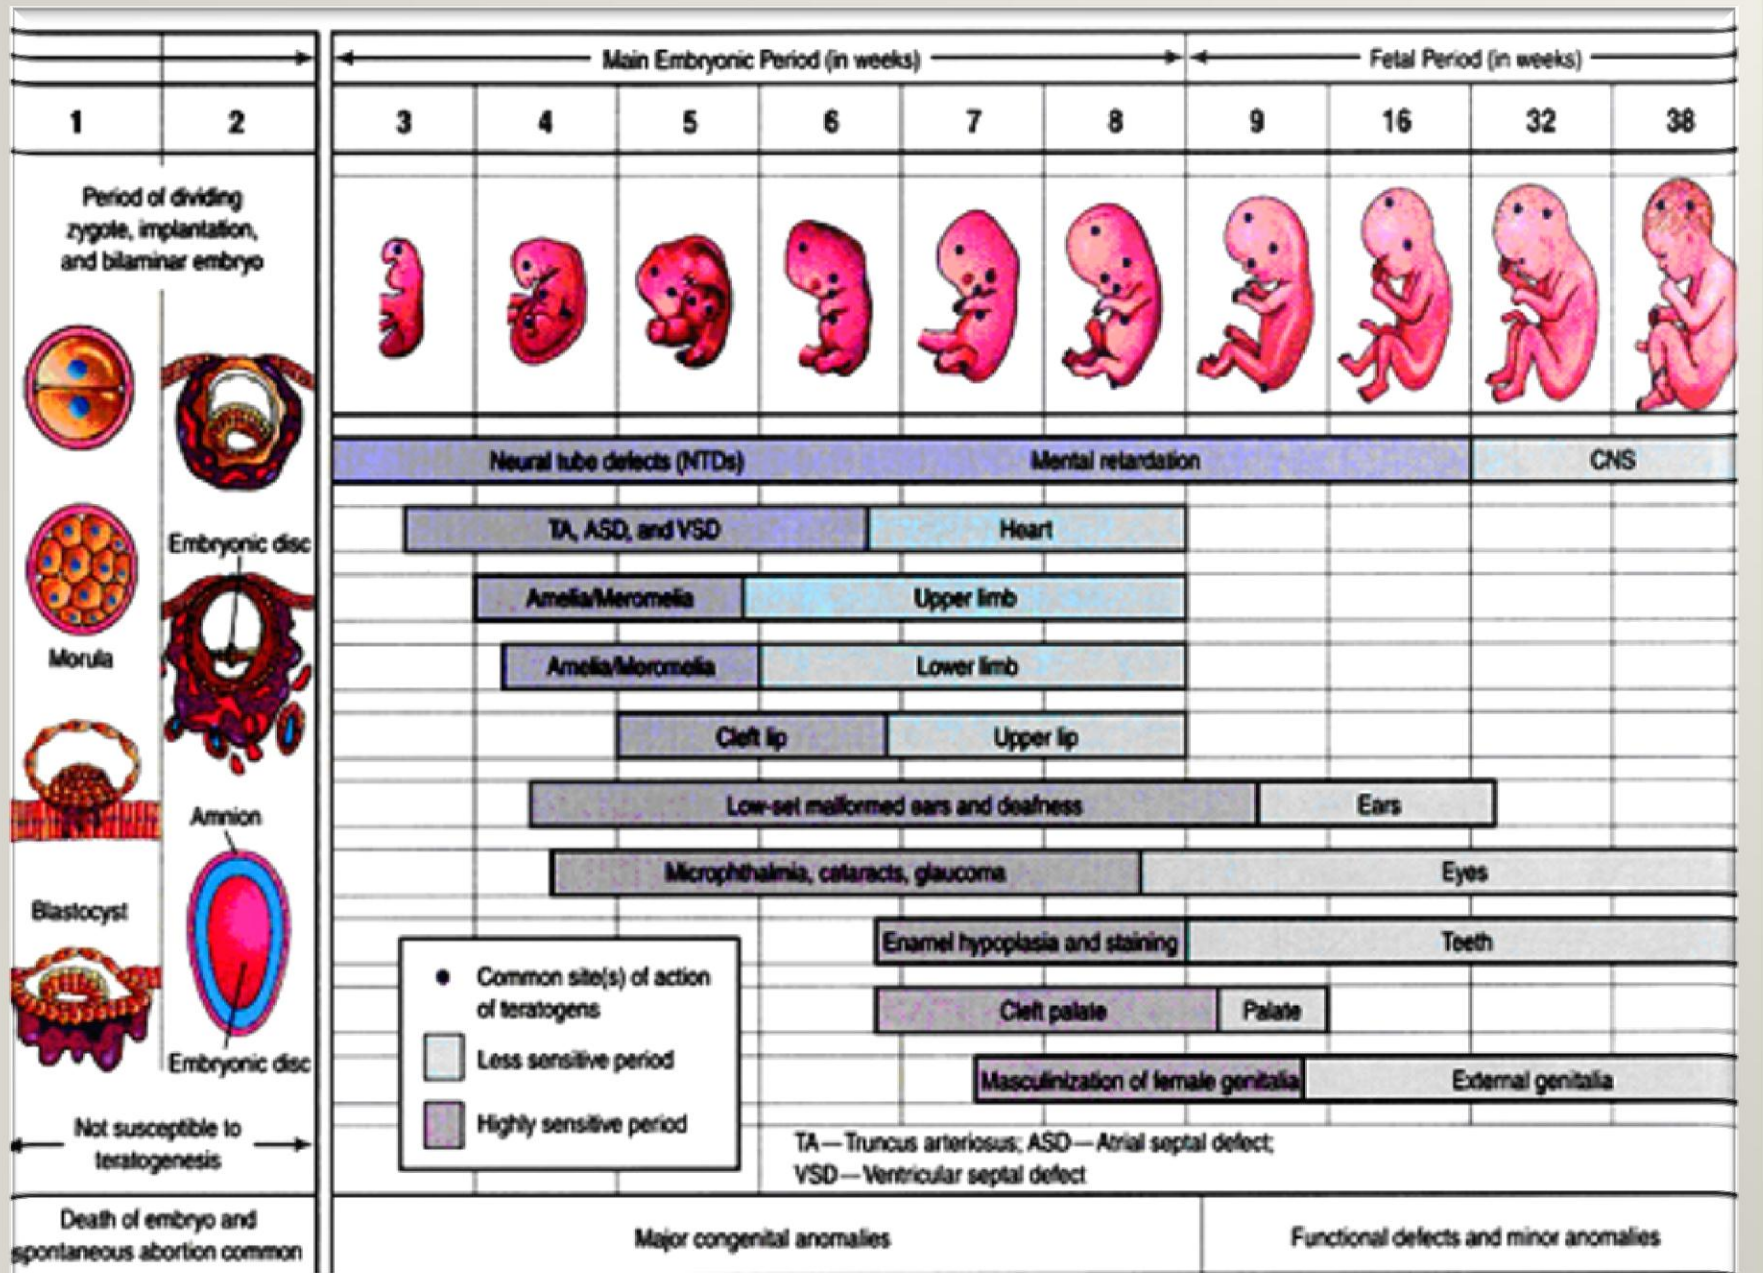 Main Embryonic Period (in weeks)
Fetal Period (in weeks)
1
2
3
4
5
6
7
8
9
16
32
38
Period of dividing
zygote, implantation,
and bilaminar embryo
Neural tube defects (NTDs)
Mental retardation
CNS
TA, ASD, and VSD
Heart
Embryonic disc
Amelia/Meromelia
Upper limb
Morula
Amelia/Meromelia
Lower limb
Cleft lip
Upper lip
Amnion
Low-set malformed ears and deafness
Ears
Microphthalmia, cataracts, glaucoma
Eyes
Blastocyst
Enamel hypoplasia and staining
Teeth
Cleft palate
Palate
Embryonic disc
Masculinization of female genitalia
External genitalia
Common site(s) of action
of teratogens
Less sensitive period
Highly sensitive period
Not susceptible to
teratogenesis
TA—Truncus arteriosus; ASD—Atrial septal defect;
VSD—Ventricular septal defect
Death of embryo and
spontaneous abortion common
Major congenital anomalies
Functional defects and minor anomalies